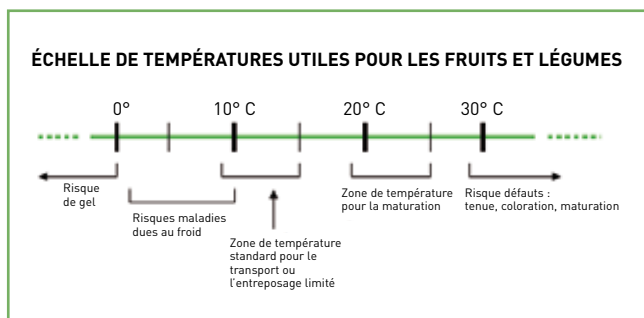 ÉCHELLE DE TEMPÉRATURES UTILES POUR LES FRUITS ET LÉGUMES
0° 10° C 20° C 30° C
Risque
de gel
Risques maladies
dues au froid
Zone de température
standard pour le
transport ou
l'entreposage limité
Zone de température
pour la maturation
Risque défauts :
tenue, coloration, maturation